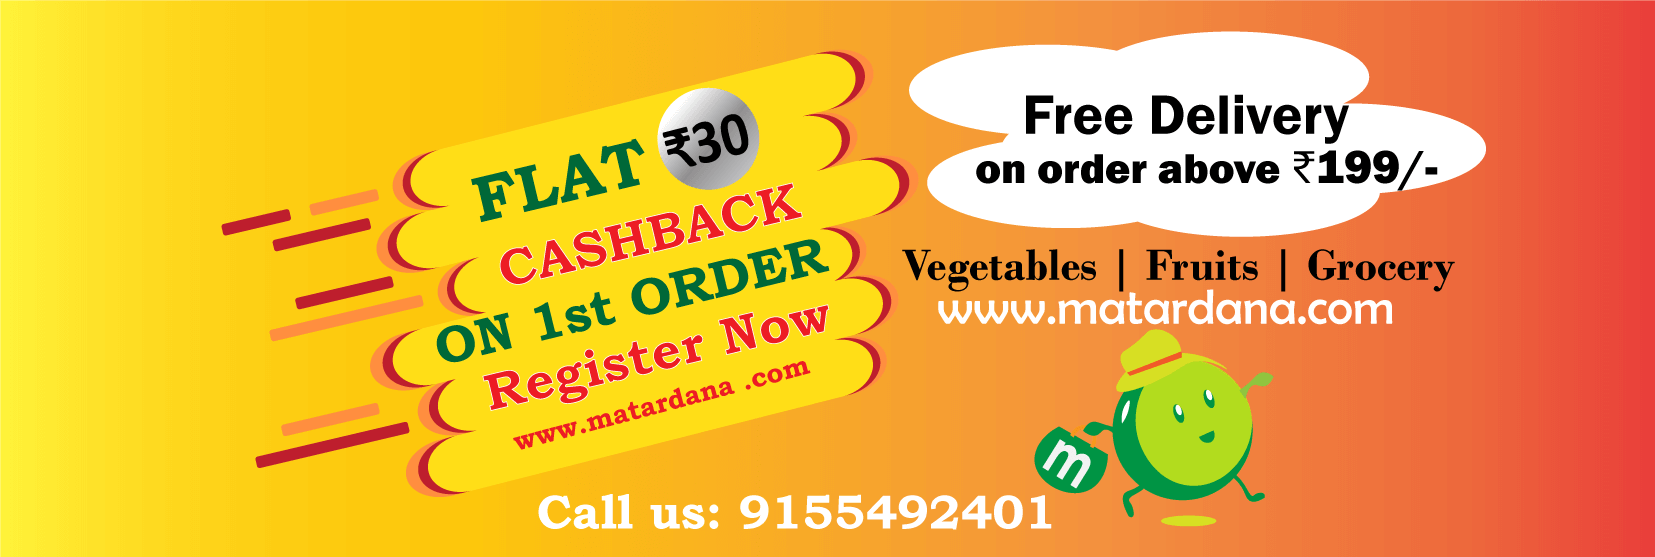 FLAT ₹30
CASHBACK
ON 1st ORDER
Register Now
www.matardana .com
Free Delivery
on order above ₹199/-
Vegetables | Fruits | Grocery
www.matardana.com
m
Call us: 9155492401